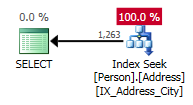 0.0 %
100.0 %
1,263
SELECT
Index Seek
[Person].[Address]
[IX_Address_City]